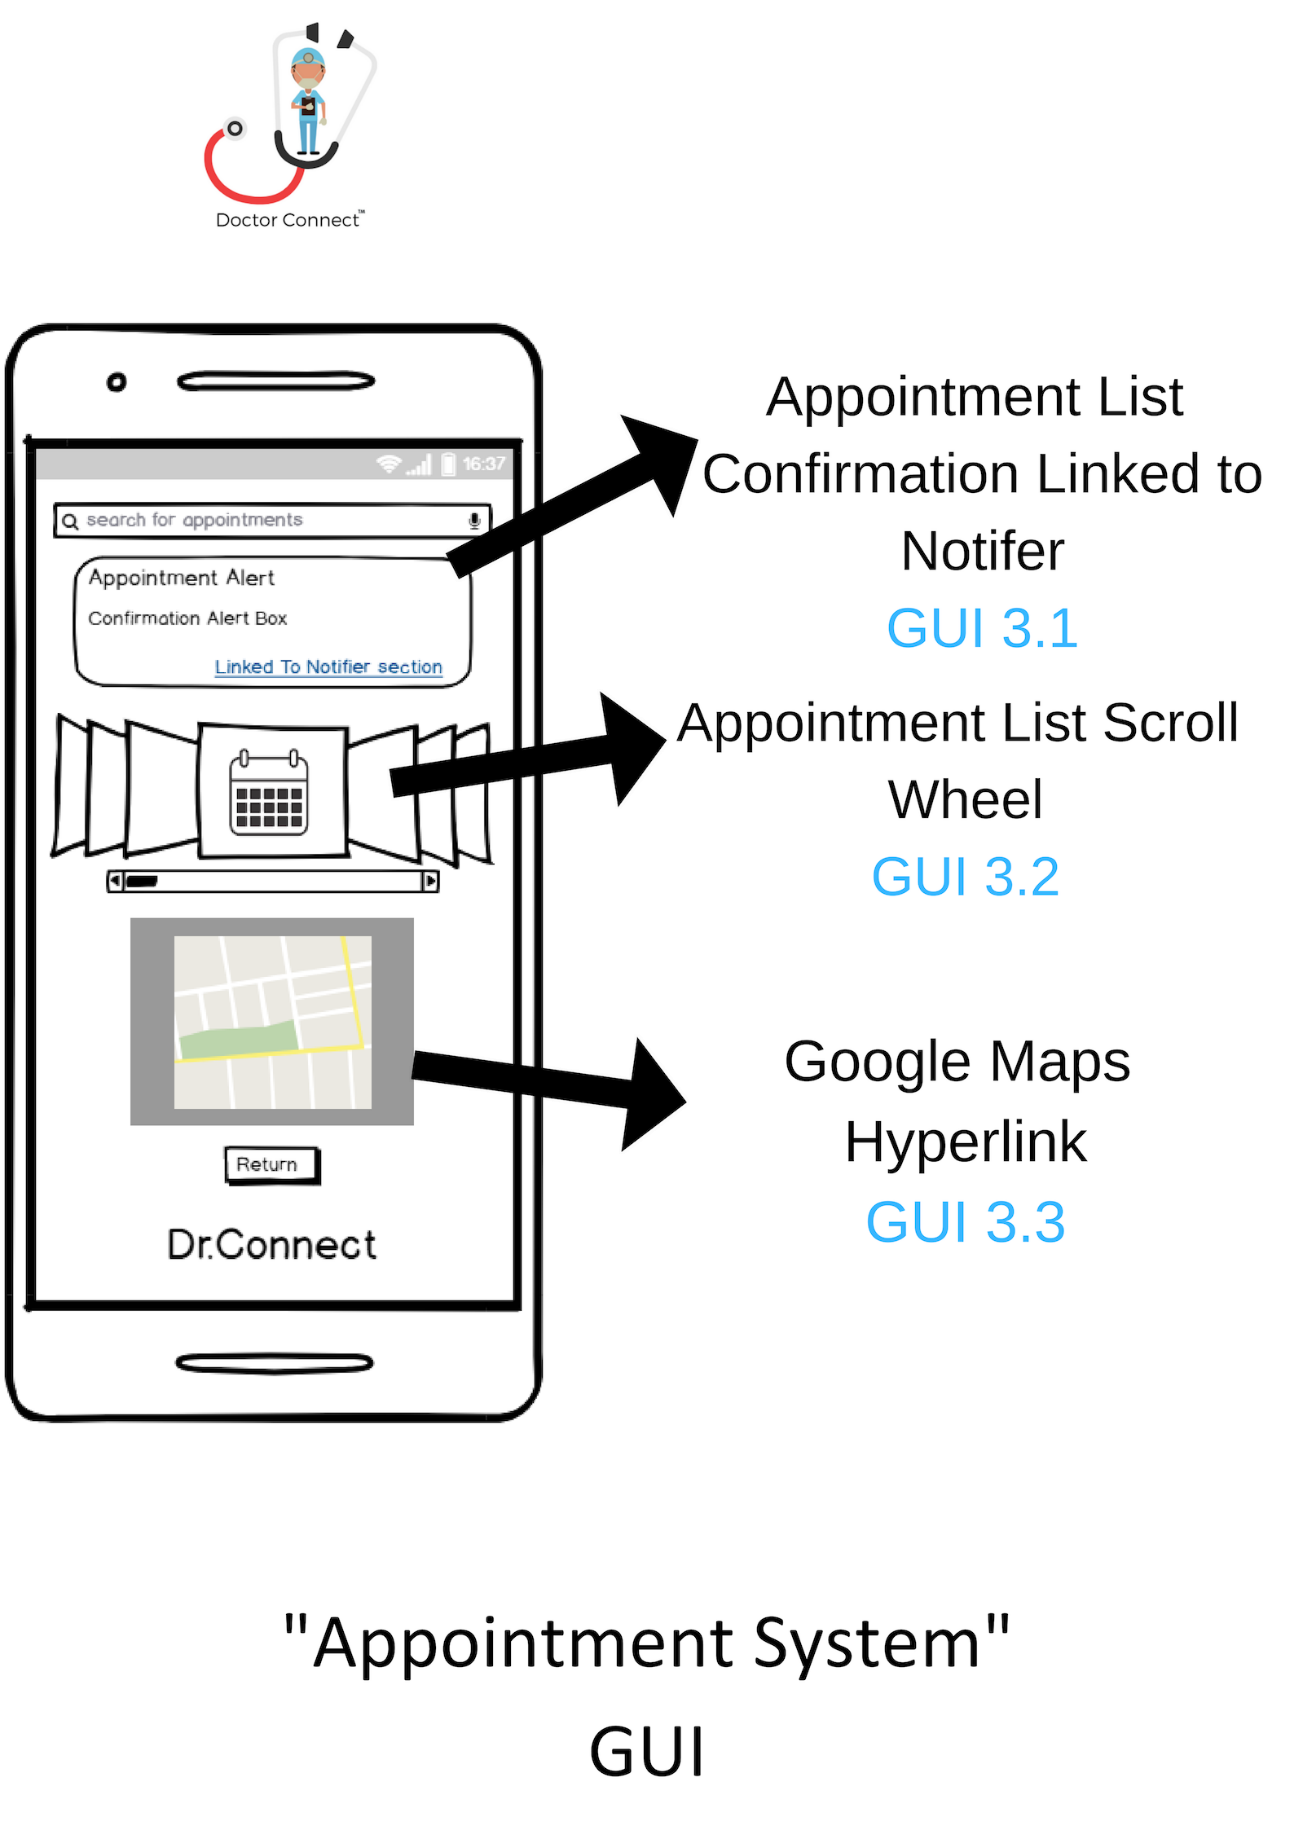 Doctor Connect™
16:37
search for appointments
Appointment Alert
Confirmation Alert Box
Linked To Notifier section
Return
Dr.Connect
Appointment List
Confirmation Linked to
Notifer
GUI 3.1
Appointment List Scroll
Wheel
GUI 3.2
Google Maps
Hyperlink
GUI 3.3
"Appointment System"
GUI